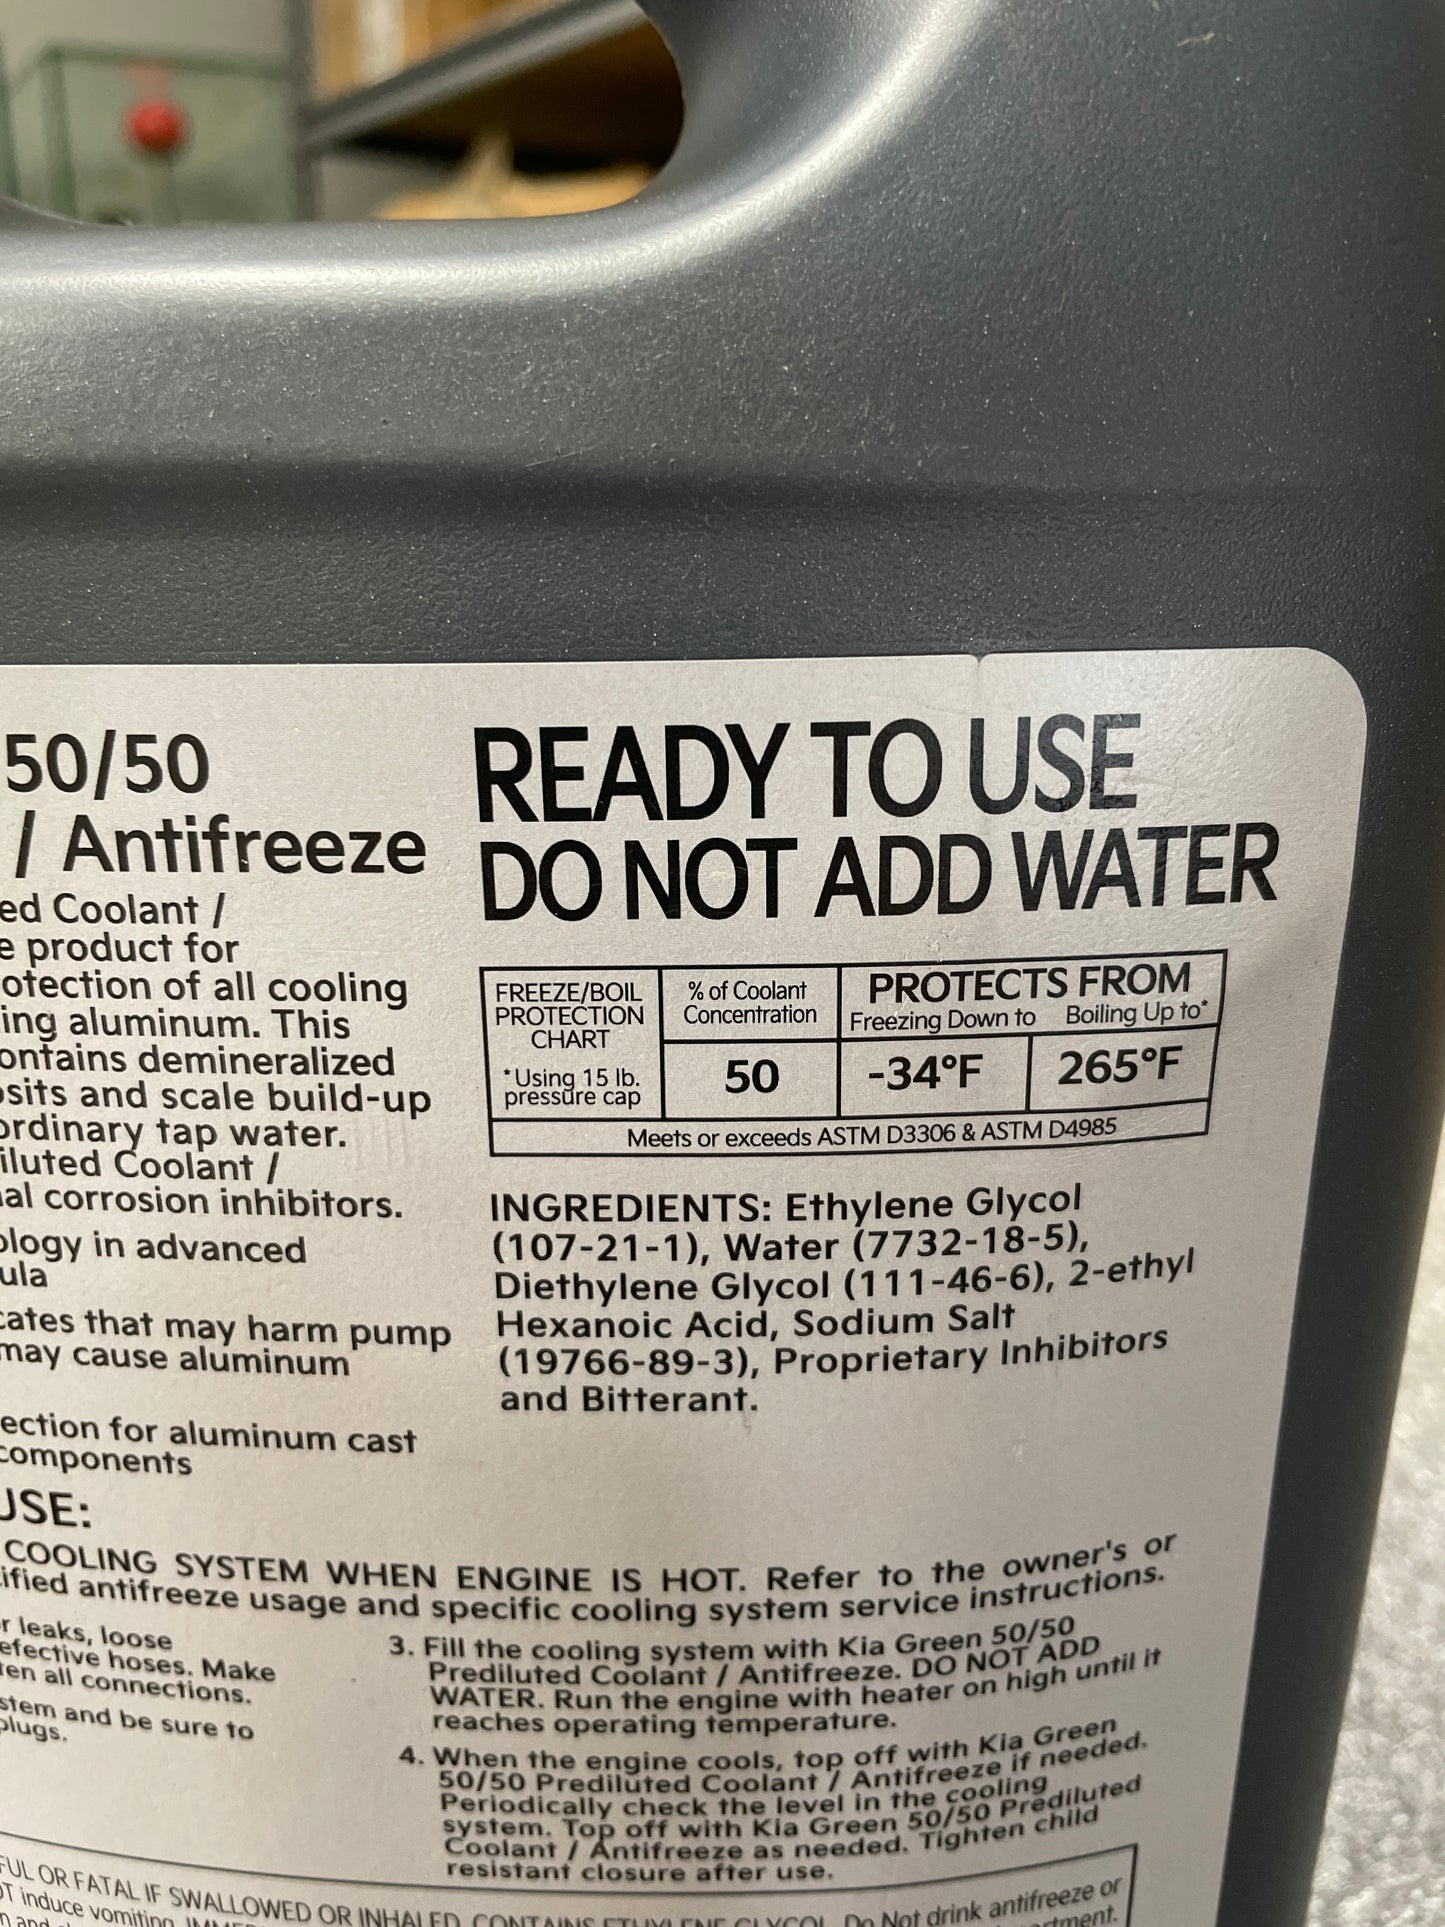 50/50
/ Antifreeze
ed Coolant /
e product for
otection of all cooling
ing aluminum. This
ontains demineralized
sits and scale build-up
ordinary tap water.
iluted Coolant /
al corrosion inhibitors.
ology in advanced
ula
cates that may harm pump
may cause aluminum
ection for aluminum cast
components
READY TO USE
DO NOT ADD WATER
FREEZE/BOIL
PROTECTION
CHART
*Using 15 lb.
pressure cap
% of Coolant
Concentration
50
PROTECTS FROM
Freezing Down to Boiling Up to*
-34°F 265°F
Meets or exceeds ASTM D3306 & ASTM D4985
INGREDIENTS: Ethylene Glycol
(107-21-1), Water (7732-18-5),
Diethylene Glycol (111-46-6), 2-ethyl
Hexanoic Acid, Sodium Salt
(19766-89-3), Proprietary Inhibitors
and Bitterant.
USE:
COOLING SYSTEM WHEN ENGINE IS HOT. Refer to the owner's or
ified antifreeze usage and specific cooling system service instructions.
r leaks, loose
efective hoses. Make
ten all connections.
stem and be sure to
plugs.
3. Fill the cooling system with Kia Green 50/50
Prediluted Coolant / Antifreeze. DO NOT ADD
WATER. Run the engine with heater on high until it
reaches operating temperature.
4. When the engine cools, top off with Kia Green
50/50 Prediluted Coolant / Antifreeze if needed.
Periodically check the level in the cooling
system. Top off with Kia Green 50/50 Prediluted
Coolant / Antifreeze as needed. Tighten child
resistant closure after use.
FUL OR FATAL IF SWALLOWED OR INHALED. CONTAINS ETHYLENE GLYCOL. Do Not drink antifreeze or
induce vomiting.